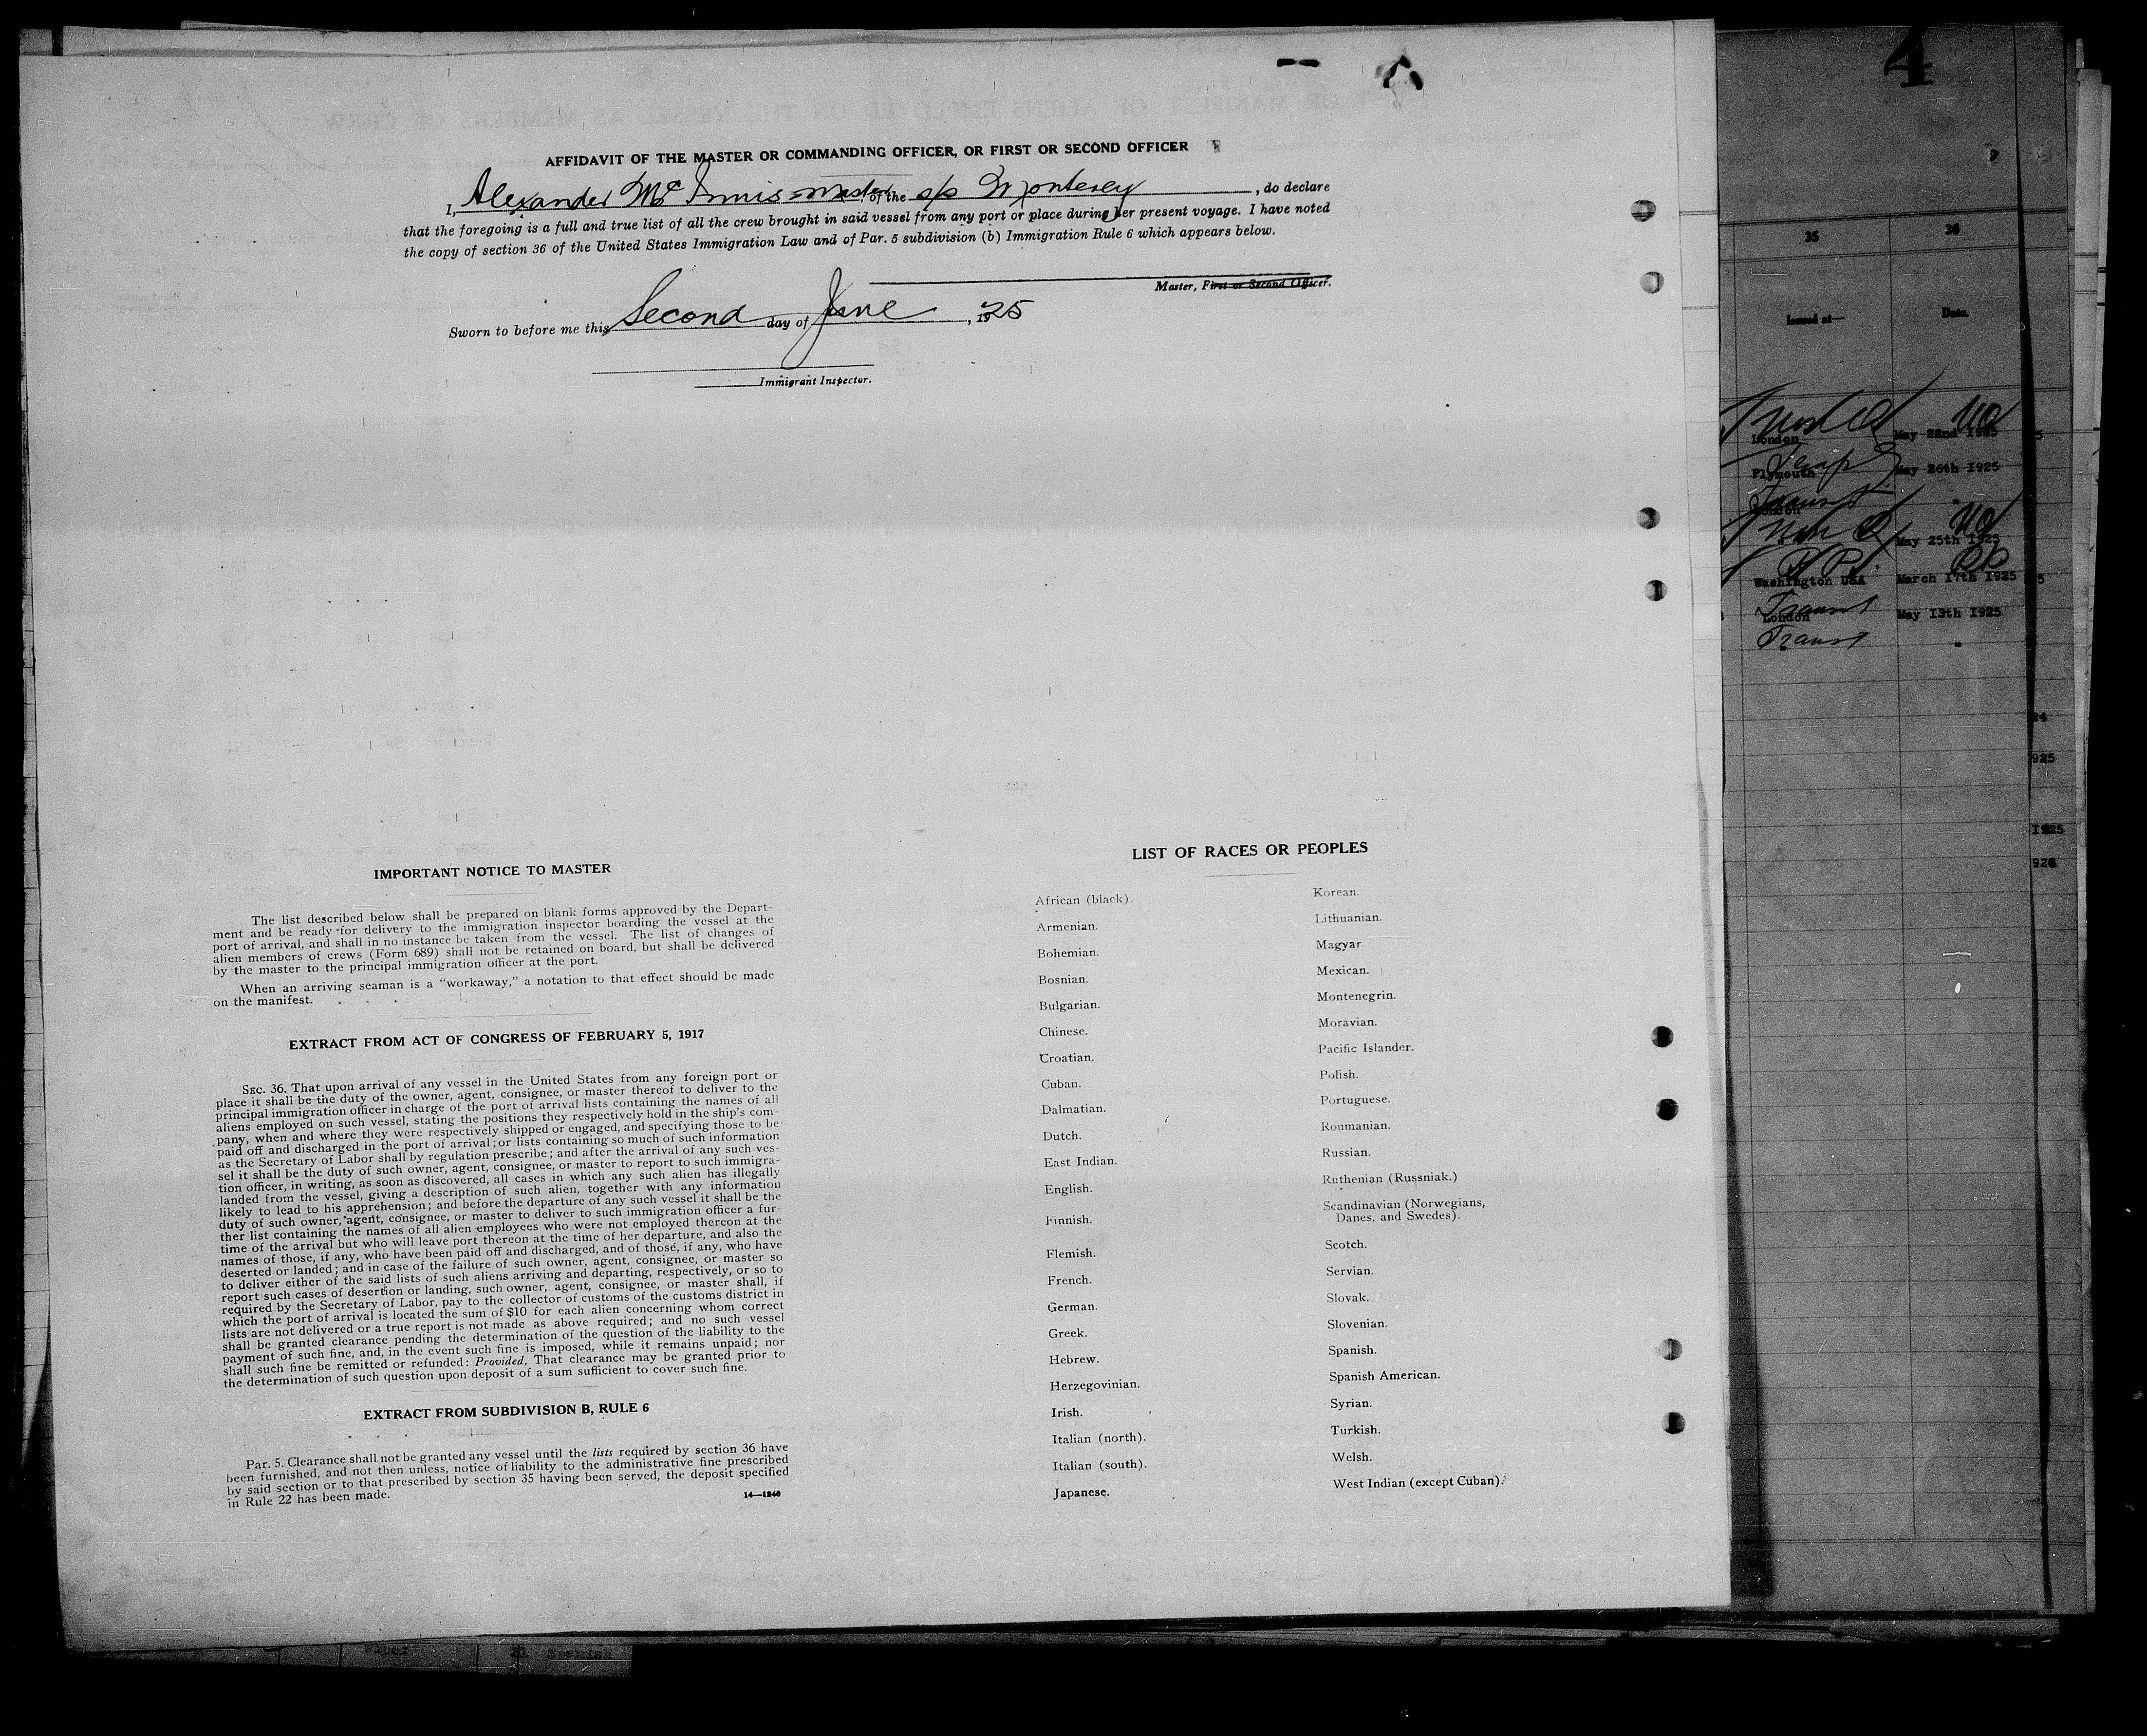 AFFIDAVIT OF THE MASTER OR COMMANDING OFFICER, OR FIRST OR SECOND OFFICER
I, Alexander McInnis Master of the s/s Monterey, do declare
that the foregoing is a full and true list of all the crew brought in said vessel from any port or place during her present voyage. I have noted
the copy of section 36 of the United States Immigration Law and of Par. 5 subdivision (b) Immigration Rule 6 which appears below.
Master, First or Second Officer.
Sworn to before me this Second day of June, 1925
Immigrant Inspector.
IMPORTANT NOTICE TO MASTER
The list described below shall be prepared on blank forms approved by the Depart-
ment and be ready for delivery to the immigration inspector boarding the vessel at the
port of arrival, and shall in no instance be taken from the vessel. The list of changes of
alien members of crews (Form 689) shall not be retained on board, but shall be delivered
by the master to the principal immigration officer at the port.
When an arriving seaman is a "workaway," a notation to that effect should be made
on the manifest.
EXTRACT FROM ACT OF CONGRESS OF FEBRUARY 5, 1917
SEC. 36. That upon arrival of any vessel in the United States from any foreign port or
place it shall be the duty of the owner, agent, consignee, or master thereof to deliver to the
principal immigration officer in charge of the port of arrival lists containing the names of all
aliens employed on such vessel, stating the positions they respectively hold in the ship's com-
pany, when and where they were respectively shipped or engaged, and specifying those to be
paid off and discharged in the port of arrival; or lists containing so much of such information
as the Secretary of Labor shall by regulation prescribe; and after the arrival of any such ves-
sel it shall be the duty of such owner, agent, consignee, or master to report to such immigra-
tion officer, in writing, as soon as discovered, all cases in which any such alien has illegally
landed from the vessel, giving a description of such alien, together with any information
likely to lead to his apprehension; and before the departure of any such vessel it shall be the
duty of such owner, agent, consignee, or master to deliver to such immigration officer a fur-
ther list containing the names of all alien employees who were not employed thereon at the
time of the arrival but who will leave port thereon at the time of her departure, and also the
names of those, if any, who have been paid off and discharged, and of those, if any, who have
deserted or landed; and in case of the failure of such owner, agent, consignee, or master so
to deliver either of the said lists of such aliens arriving and departing, respectively, or so to
report such cases of desertion or landing, such owner, agent, consignee, or master shall, if
required by the Secretary of Labor, pay to the collector of customs of the customs district in
which the port of arrival is located the sum of $10 for each alien concerning whom correct
lists are not delivered or a true report is not made as above required; and no such vessel
shall be granted clearance pending the determination of the question of the liability to the
payment of such fine, and, in the event such fine is imposed, while it remains unpaid; nor
shall such fine be remitted or refunded: Provided, That clearance may be granted prior to
the determination of such question upon deposit of a sum sufficient to cover such fine.
EXTRACT FROM SUBDIVISION B, RULE 6
Par. 5. Clearance shall not be granted any vessel until the lists required by section 36 have
been furnished, and not then unless, notice of liability to the administrative fine prescribed
by said section or to that prescribed by section 35 having been served, the deposit specified
in Rule 22 has been made.
14—1240
LIST OF RACES OR PEOPLES
African (black).
Armenian.
Bohemian.
Bosnian.
Bulgarian.
Chinese.
Croatian.
Cuban.
Dalmatian.
Dutch.
East Indian.
English.
Finnish.
Flemish.
French.
German.
Greek.
Hebrew.
Herzegovinian.
Irish.
Italian (north).
Italian (south).
Japanese.
Korean.
Lithuanian.
Magyar
Mexican.
Montenegrin.
Moravian.
Pacific Islander.
Polish.
Portuguese.
Roumanian.
Russian.
Ruthenian (Russniak.)
Scandinavian (Norwegians,
Danes, and Swedes).
Scotch.
Servian.
Slovak.
Slovenian.
Spanish.
Spanish American.
Syrian.
Turkish.
Welsh.
West Indian (except Cuban).
4
35 36
Issued at— Date.
London May 22nd 1925
Plymouth May 26th 1925
Transit
London
May 25th 1925
Washington USA March 17th 1925
Transit
London May 13th 1925
Transit
24
925
1925
926
Spanish